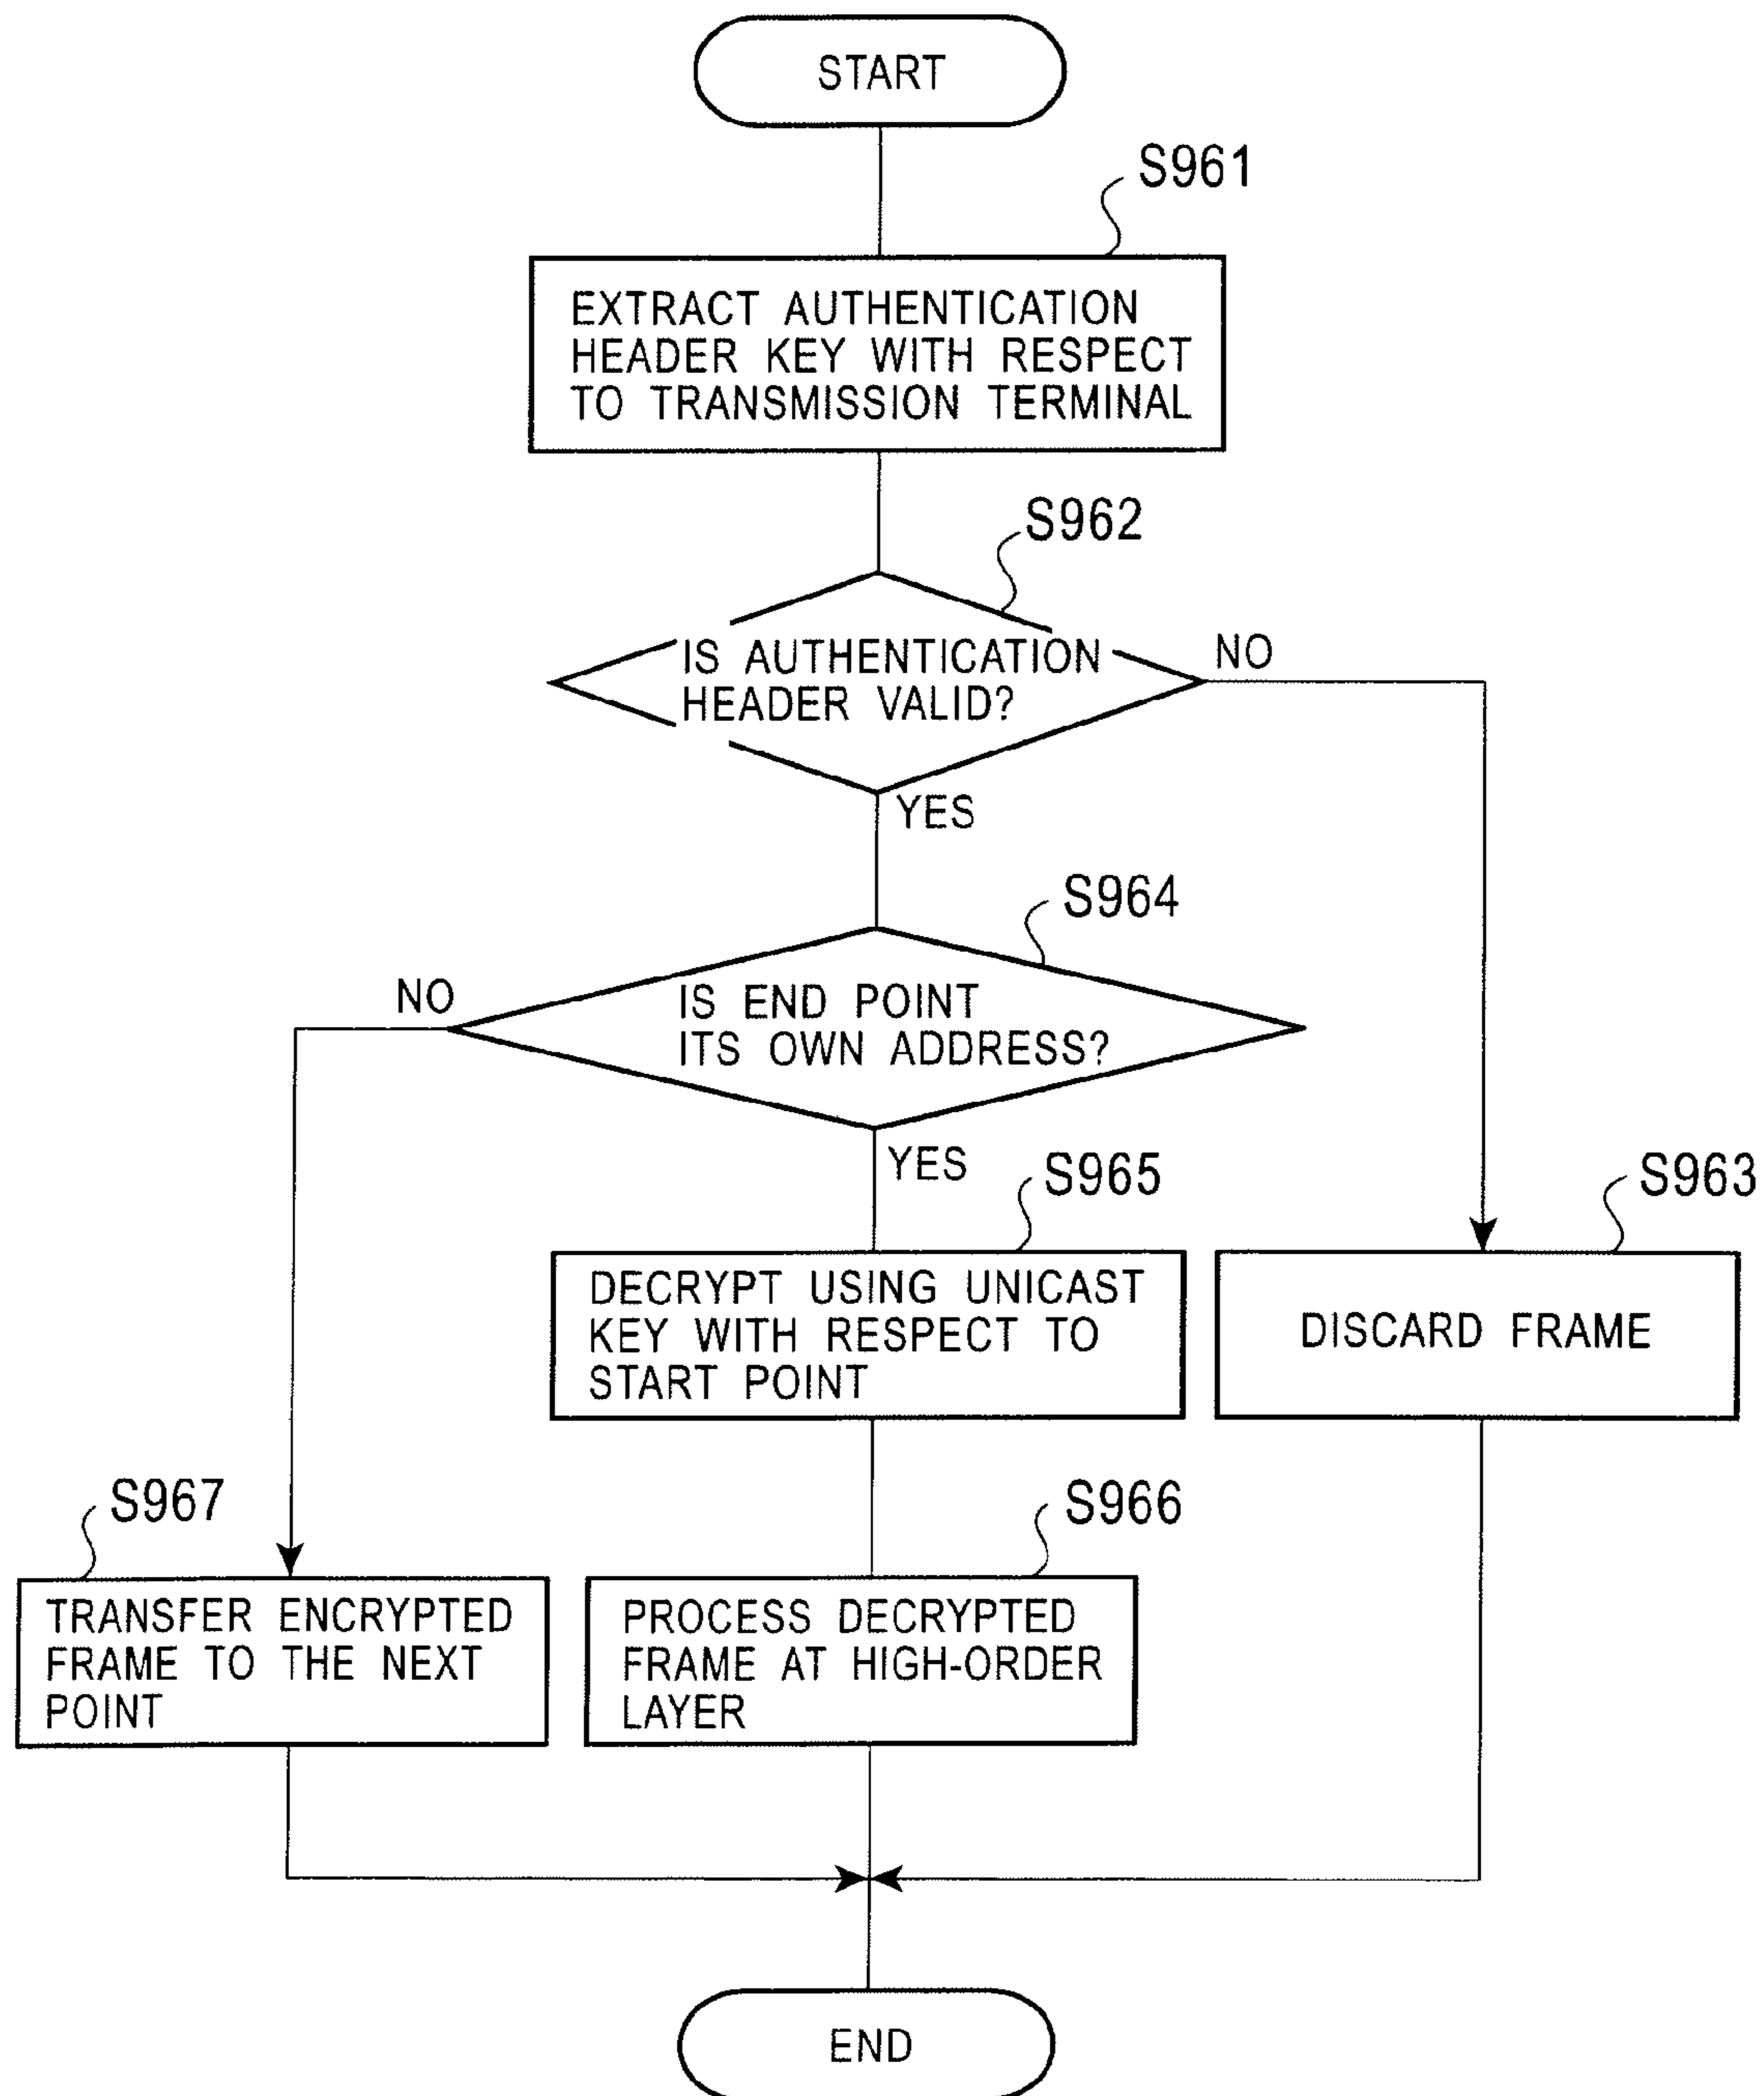 START
S961
EXTRACT AUTHENTICATION
HEADER KEY WITH RESPECT
TO TRANSMISSION TERMINAL
S962
IS AUTHENTICATION
HEADER VALID?
NO
YES
S964
NO
IS END POINT
ITS OWN ADDRESS?
YES
S965
S963
DECRYPT USING UNICAST
KEY WITH RESPECT TO
START POINT
DISCARD FRAME
S967
S966
TRANSFER ENCRYPTED
FRAME TO THE NEXT
POINT
PROCESS DECRYPTED
FRAME AT HIGH-ORDER
LAYER
END